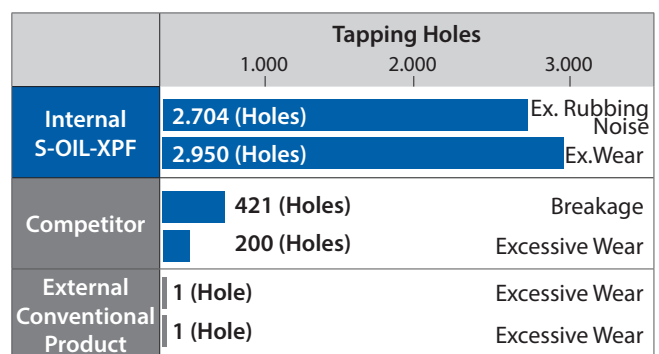 Tapping Holes
1.000 2.000 3.000
Internal
S-OIL-XPF
2.704 (Holes)
Ex. Rubbing
Noise
2.950 (Holes)
Ex.Wear
Competitor
421 (Holes)
Breakage
200 (Holes)
Excessive Wear
External
Conventional
Product
1 (Hole)
Excessive Wear
1 (Hole)
Excessive Wear